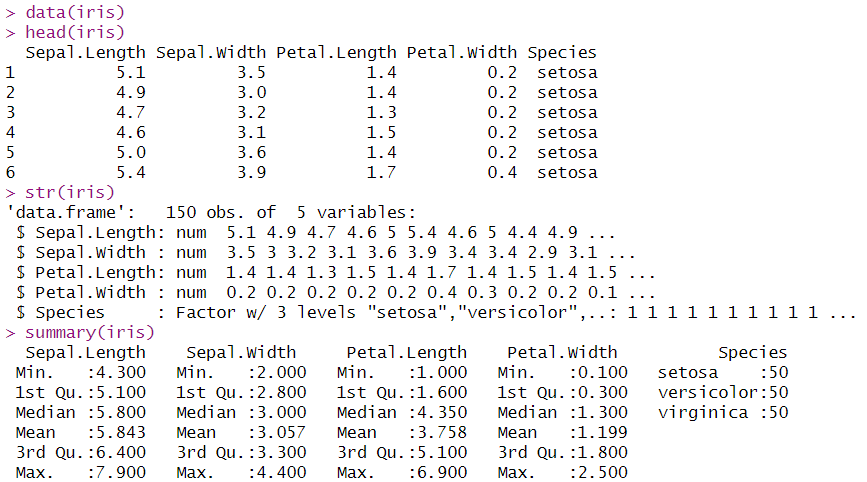 > data(iris)
> head(iris)
  Sepal.Length Sepal.Width Petal.Length Petal.Width Species
1          5.1         3.5          1.4         0.2  setosa
2          4.9         3.0          1.4         0.2  setosa
3          4.7         3.2          1.3         0.2  setosa
4          4.6         3.1          1.5         0.2  setosa
5          5.0         3.6          1.4         0.2  setosa
6          5.4         3.9          1.7         0.4  setosa
> str(iris)
'data.frame':   150 obs. of  5 variables:
 $ Sepal.Length: num  5.1 4.9 4.7 4.6 5 5.4 4.6 5 4.4 4.9 ...
 $ Sepal.Width : num  3.5 3 3.2 3.1 3.6 3.9 3.4 3.4 2.9 3.1 ...
 $ Petal.Length: num  1.4 1.4 1.3 1.5 1.4 1.7 1.4 1.5 1.4 1.5 ...
 $ Petal.Width : num  0.2 0.2 0.2 0.2 0.2 0.4 0.3 0.2 0.2 0.1 ...
 $ Species     : Factor w/ 3 levels "setosa","versicolor",..: 1 1 1 1 1 1 1 1 1 1 ...
> summary(iris)
  Sepal.Length    Sepal.Width     Petal.Length    Petal.Width          Species
 Min.   :4.300   Min.   :2.000   Min.   :1.000   Min.   :0.100   setosa    :50
 1st Qu.:5.100   1st Qu.:2.800   1st Qu.:1.600   1st Qu.:0.300   versicolor:50
 Median :5.800   Median :3.000   Median :4.350   Median :1.300   virginica :50
 Mean   :5.843   Mean   :3.057   Mean   :3.758   Mean   :1.199
 3rd Qu.:6.400   3rd Qu.:3.300   3rd Qu.:5.100   3rd Qu.:1.800
 Max.   :7.900   Max.   :4.400   Max.   :6.900   Max.   :2.500